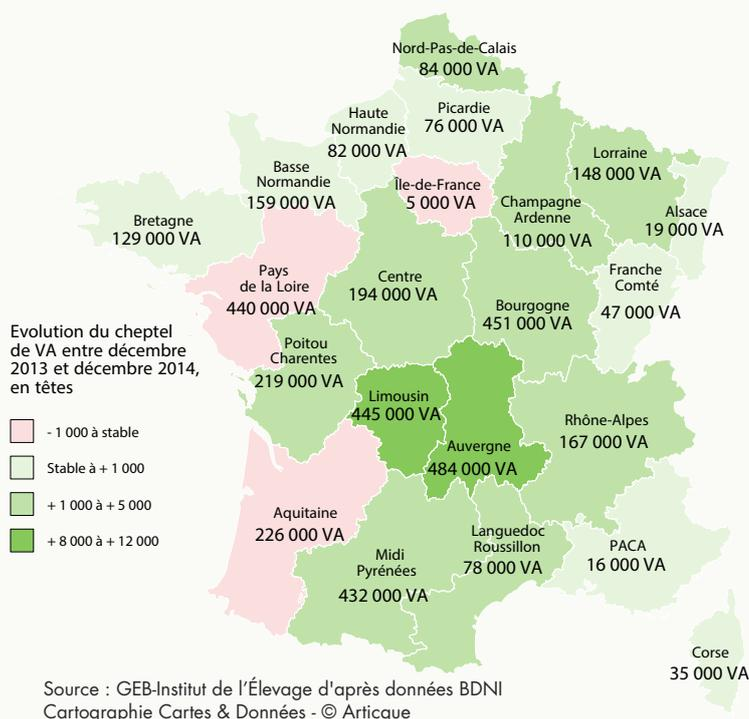 Nord-Pas-de-Calais
84 000 VA
Picardie
76 000 VA
Haute
Normandie
82 000 VA
Basse
Normandie
159 000 VA
Île-de-France
5 000 VA
Champagne
Ardenne
110 000 VA
Lorraine
148 000 VA
Alsace
19 000 VA
Bretagne
129 000 VA
Pays
de la Loire
440 000 VA
Centre
194 000 VA
Bourgogne
451 000 VA
Franche
Comté
47 000 VA
Evolution du cheptel
de VA entre décembre
2013 et décembre 2014,
en têtes
- 1 000 à stable
Stable à + 1 000
+ 1 000 à + 5 000
+ 8 000 à + 12 000
Poitou
Charentes
219 000 VA
Limousin
445 000 VA
Auvergne
484 000 VA
Rhône-Alpes
167 000 VA
Aquitaine
226 000 VA
Midi
Pyrénées
432 000 VA
Languedoc
Roussillon
78 000 VA
PACA
16 000 VA
Corse
35 000 VA
Source : GEB-Institut de l'Élevage d'après données BDNI
Cartographie Cartes & Données - © Articque